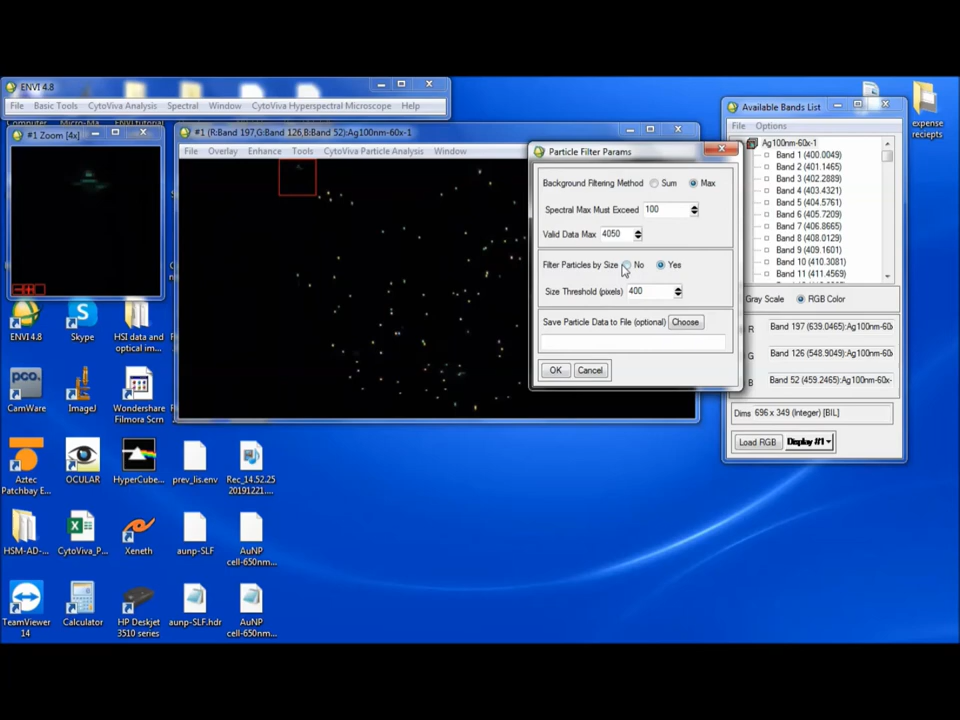 ENVI 4.8
File Basic Tools CytoViva Analysis Spectral Window CytoViva Hyperspectral Microscope Help
#1 Zoom [4x]
#1 (R:Band 197,G:Band 126,B:Band 52):Ag100nm-60x-1
File Overlay Enhance Tools CytoViva Particle Analysis Window
Particle Filter Params
Background Filtering Method Sum Max
Spectral Max Must Exceed 100
Valid Data Max 4050
Filter Particles by Size No Yes
Size Threshold (pixels) 400
Save Particle Data to File (optional) Choose
OK Cancel
Available Bands List
File Options
Ag100nm-60x-1
Band 1 (400.0049)
Band 2 (401.1465)
Band 3 (402.2889)
Band 4 (403.4321)
Band 5 (404.5761)
Band 6 (405.7209)
Band 7 (406.8665)
Band 8 (408.0129)
Band 9 (409.1601)
Band 10 (410.3081)
Band 11 (411.4569)
Gray Scale RGB Color
R Band 197 (639.0465):Ag100nm-60x
G Band 126 (548.9049):Ag100nm-60x
B Band 52 (459.2465):Ag100nm-60x-
Dims 696 x 349 (Integer) [BIL]
Load RGB Display #1
expense
reciepts
ENVI 4.8
Skype
HSI data and
optical im...
CamWare
ImageJ
Wondershare
Filmora Scrn
Aztec
Patchbay E...
OCULAR
HyperCube...
prev_lis.env
Rec_14.52.25
20191221....
HSM-AD-...
CytoViva_P...
Xeneth
aunp-SLF
AuNP
cell-650nm...
TeamViewer
14
Calculator
HP Deskjet
3510 series
aunp-SLF.hdr
AuNP
cell-650nm...